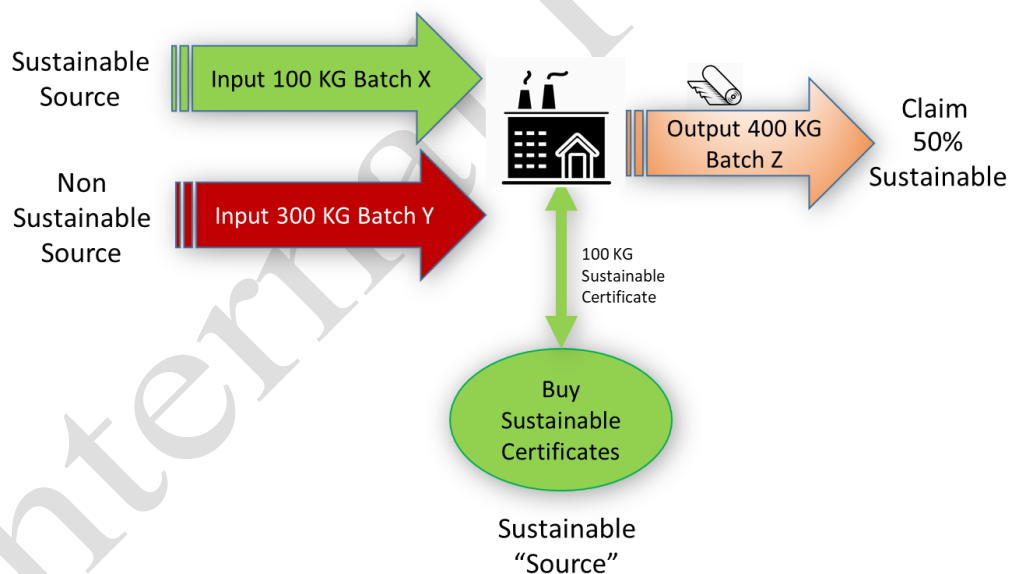 Sustainable
Source
Input 100 KG Batch X
Non
Sustainable
Source
Input 300 KG Batch Y
Output 400 KG
Batch Z
Claim
50%
Sustainable
100 KG
Sustainable
Certificate
Buy
Sustainable
Certificates
Sustainable
“Source”